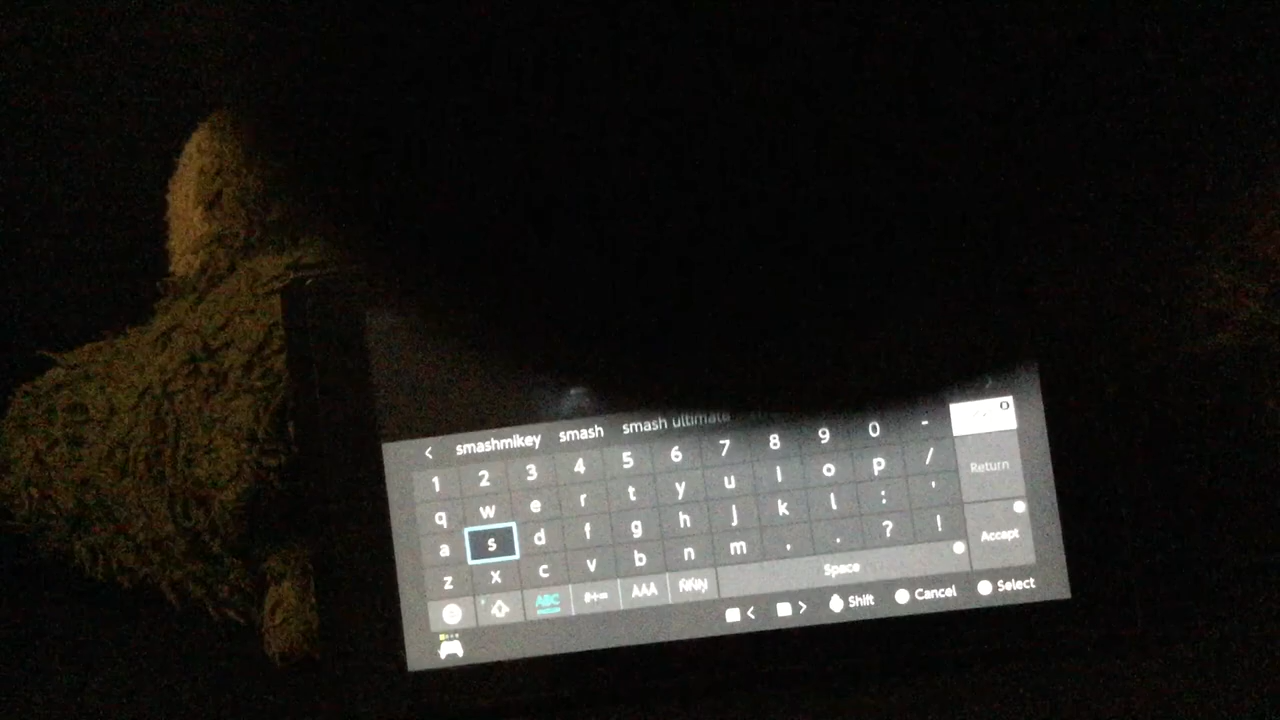 < smashmikey smash smash ultimate
1 2 3 4 5 6 7 8 9 0 -
q w e r t y u i o p / Return
a s d f g h j k l : '
z x c v b n m , . ? ! Accept
ABC #+= AAA Space
< > Shift Cancel Select